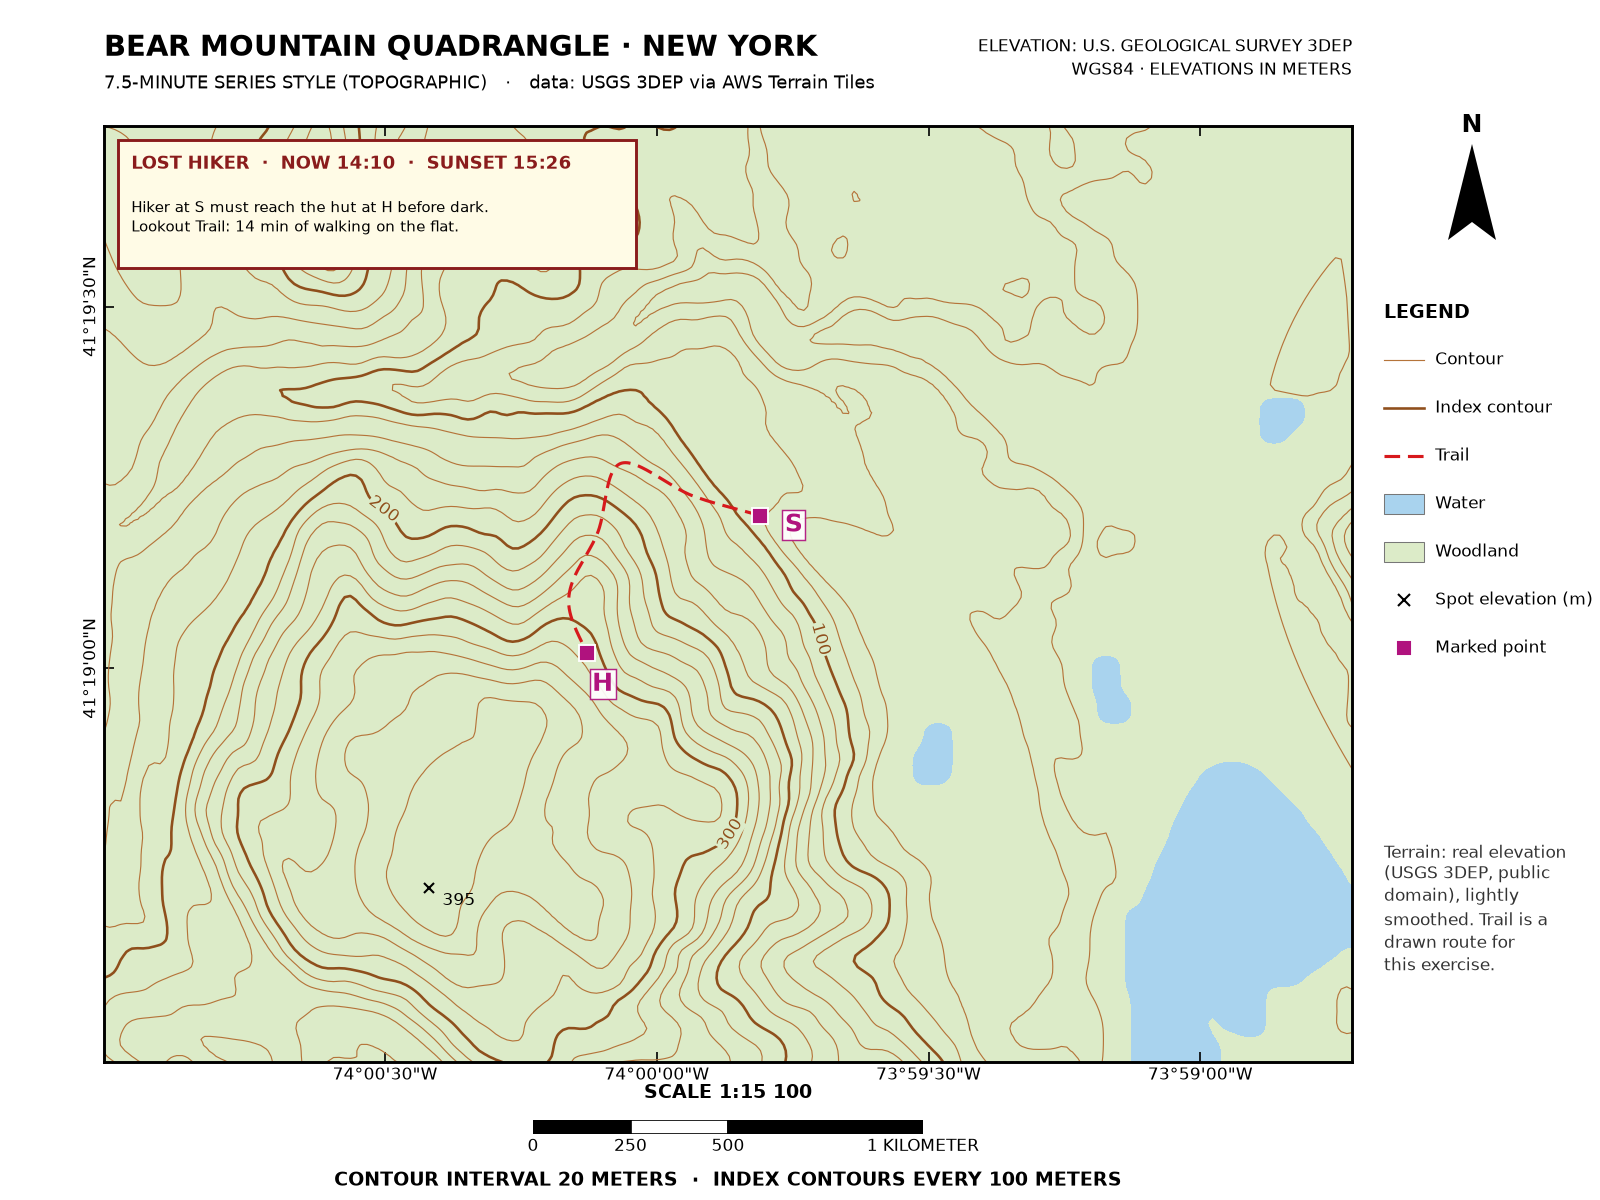 BEAR MOUNTAIN QUADRANGLE · NEW YORK
7.5-MINUTE SERIES STYLE (TOPOGRAPHIC) · data: USGS 3DEP via AWS Terrain Tiles
ELEVATION: U.S. GEOLOGICAL SURVEY 3DEP
WGS84 · ELEVATIONS IN METERS
LOST HIKER · NOW 14:10 · SUNSET 15:26
Hiker at S must reach the hut at H before dark.
Lookout Trail: 14 min of walking on the flat.
41°19'30"N
41°19'00"N
200
S
100
H
300
395
74°00'30"W
74°00'00"W
73°59'30"W
73°59'00"W
SCALE 1:15 100
0 250 500 1 KILOMETER
CONTOUR INTERVAL 20 METERS · INDEX CONTOURS EVERY 100 METERS
N
LEGEND
Contour
Index contour
Trail
Water
Woodland
Spot elevation (m)
Marked point
Terrain: real elevation
(USGS 3DEP, public
domain), lightly
smoothed. Trail is a
drawn route for
this exercise.